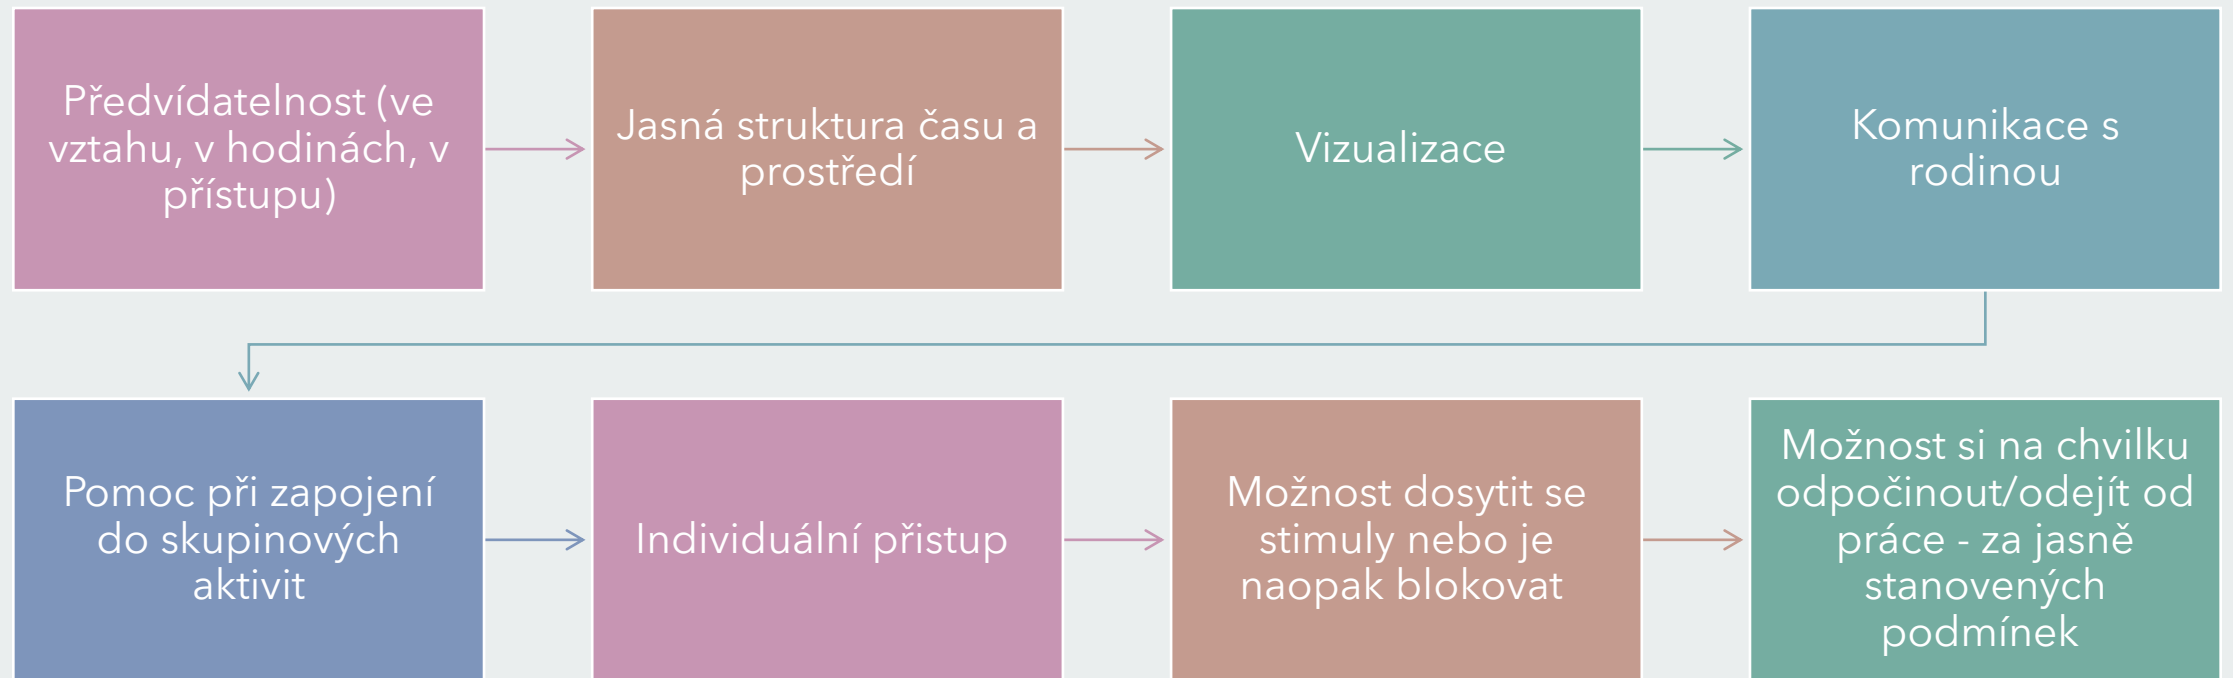 Předvídatelnost (ve
vztahu, v hodinách, v
přístupu)
Jasná struktura času a
prostředí
Vizualizace
Komunikace s
rodinou
Pomoc při zapojení
do skupinových
aktivit
Individuální přistup
Možnost dosytit se
stimuly nebo je
naopak blokovat
Možnost si na chvilku
odpočinout/odejít od
práce - za jasně
stanovených
podmínek